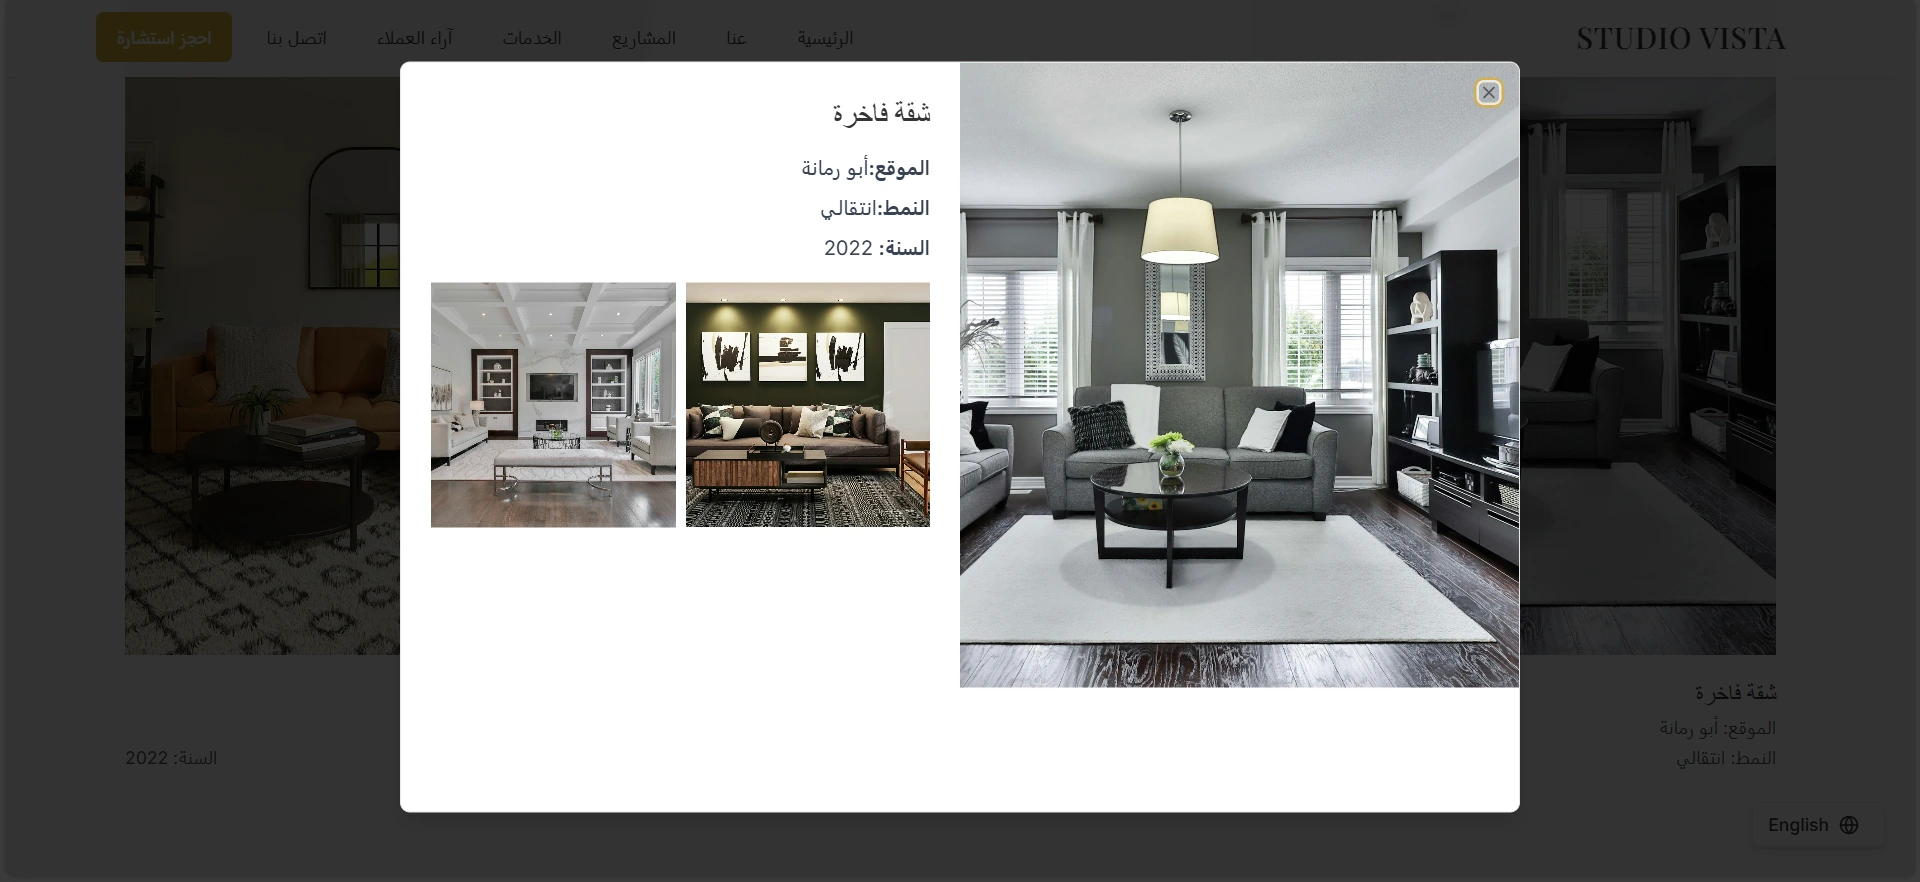 STUDIO VISTA
الرئيسية
عنا
المشاريع
الخدمات
آراء العملاء
اتصل بنا
احجز استشارة
شقة فاخرة
الموقع:أبو رمانة
النمط:انتقالي
السنة: 2022
شقة فاخرة
الموقع: أبو رمانة
النمط: انتقالي
السنة: 2022
English